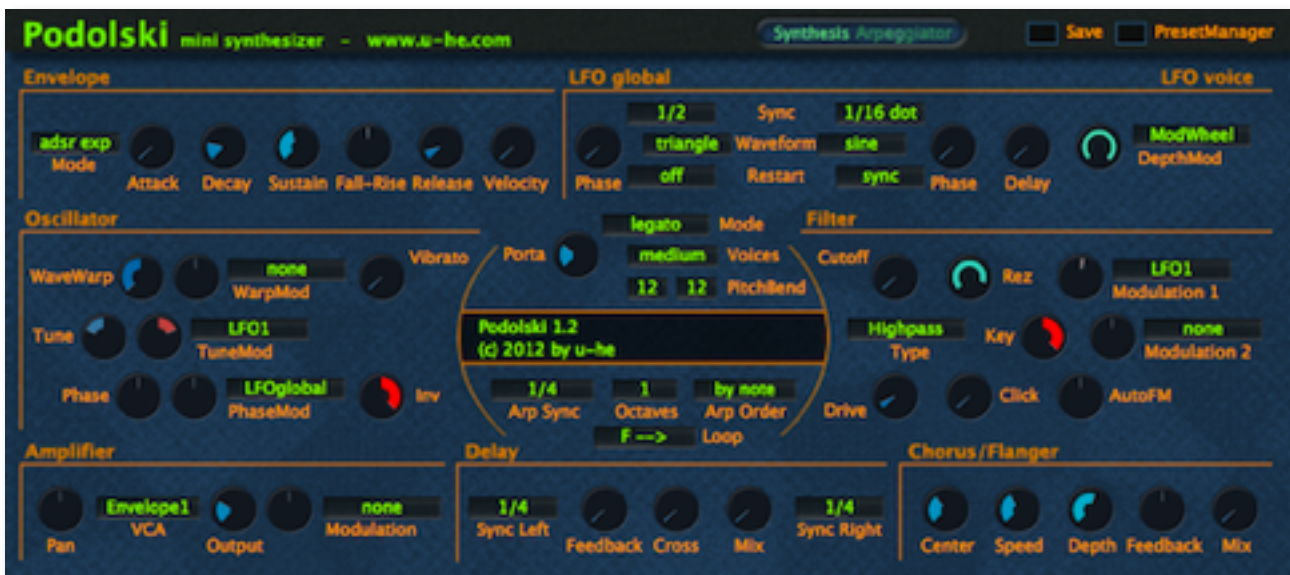 Podolski mini synthesizer - www.u-he.com
Synthesis Arpeggiator
Save
PresetManager
Envelope
adsr exp
Mode
Attack Decay Sustain Fall-Rise Release Velocity
LFO global
LFO voice
1/2 Sync 1/16 dot
triangle Waveform sine
off Restart sync
Phase
Phase Delay
ModWheel
DepthMod
Oscillator
WaveWarp
none
WarpMod
Vibrato
Tune
LFO1
TuneMod
Phase
LFOglobal
PhaseMod
Inv
Porta
legato Mode
medium Voices
12 12 PitchBend
Podolski 1.2
(c) 2012 by u-he
1/4 1 by note
Arp Sync Octaves Arp Order
F--> Loop
Filter
Cutoff
Rez
LFO1
Modulation 1
Highpass
Type
Key
none
Modulation 2
Drive
Click
AutoFM
Amplifier
Pan
Envelope1
VCA
Output
none
Modulation
Delay
1/4
Sync Left
Feedback Cross Mix
1/4
Sync Right
Chorus/Flanger
Center Speed Depth Feedback Mix